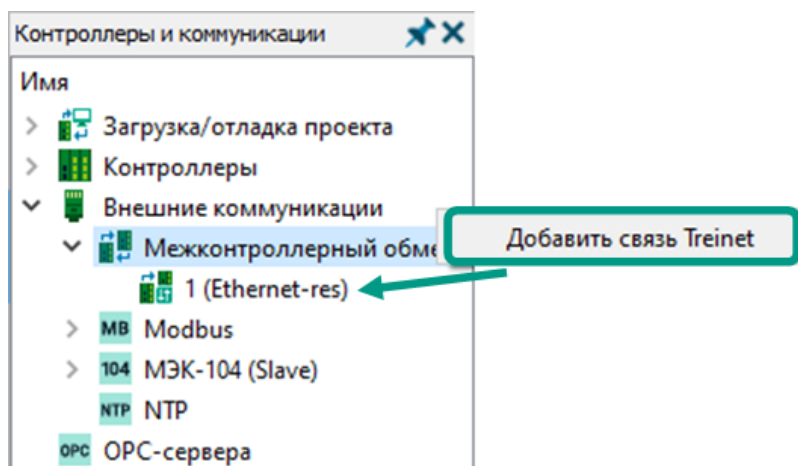 Контроллеры и коммуникации
Имя
Загрузка/отладка проекта
Контроллеры
Внешние коммуникации
Межконтроллерный обме
Добавить связь Treinet
1 (Ethernet-res)
MB Modbus
104 МЭК-104 (Slave)
NTP NTP
OPC OPC-сервера